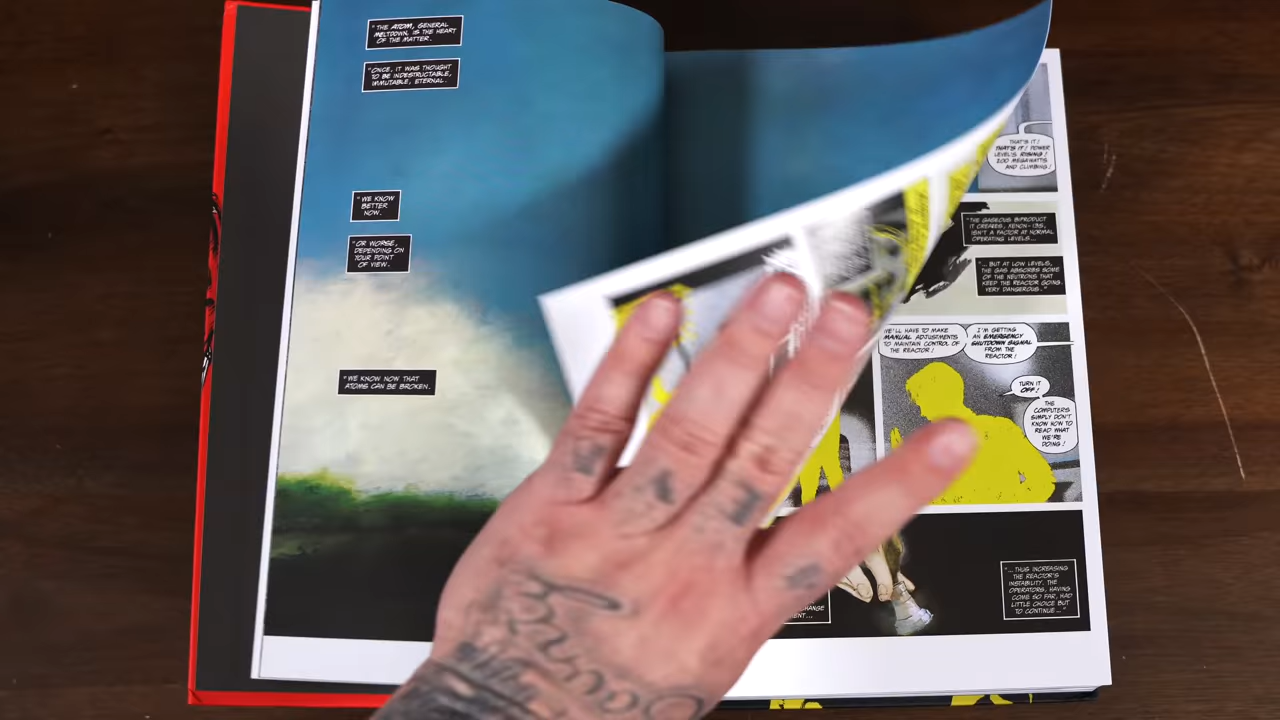 "THE ATOM, GENERAL
MELTDOWN, IS THE HEART
OF THE MATTER.
"ONCE, IT WAS THOUGHT
TO BE INDESTRUCTABLE,
IMMUTABLE, ETERNAL.
"WE KNOW
BETTER
NOW.
"OR WORSE,
DEPENDING ON
YOUR POINT
OF VIEW.
"WE KNOW NOW THAT
ATOMS CAN BE BROKEN.
THAT'S IT!
THAT'S IT! POWER
LEVEL'S RISING!
200 MEGAWATTS
AND CLIMBING!
"THE GASEOUS BIPRODUCT
IT CREATES, XENON-135,
ISN'T A FACTOR AT NORMAL
OPERATING LEVELS...
"... BUT AT LOW LEVELS,
THE GAS ABSORBS SOME
OF THE NEUTRONS THAT
KEEP THE REACTOR GOING.
VERY DANGEROUS."
WE'LL HAVE TO MAKE
MANUAL ADJUSTMENTS
TO MAINTAIN CONTROL OF
THE REACTOR!
I'M GETTING
AN EMERGENCY
SHUTDOWN SIGNAL
FROM THE
REACTOR!
TURN IT
OFF!
THE
COMPUTERS
SIMPLY DON'T
KNOW HOW TO
READ WHAT
WE'RE
DOING!
"... THUS INCREASING
THE REACTOR'S
INSTABILITY. THE
OPERATORS, HAVING
COME SO FAR, HAD
LITTLE CHOICE BUT
TO CONTINUE..."